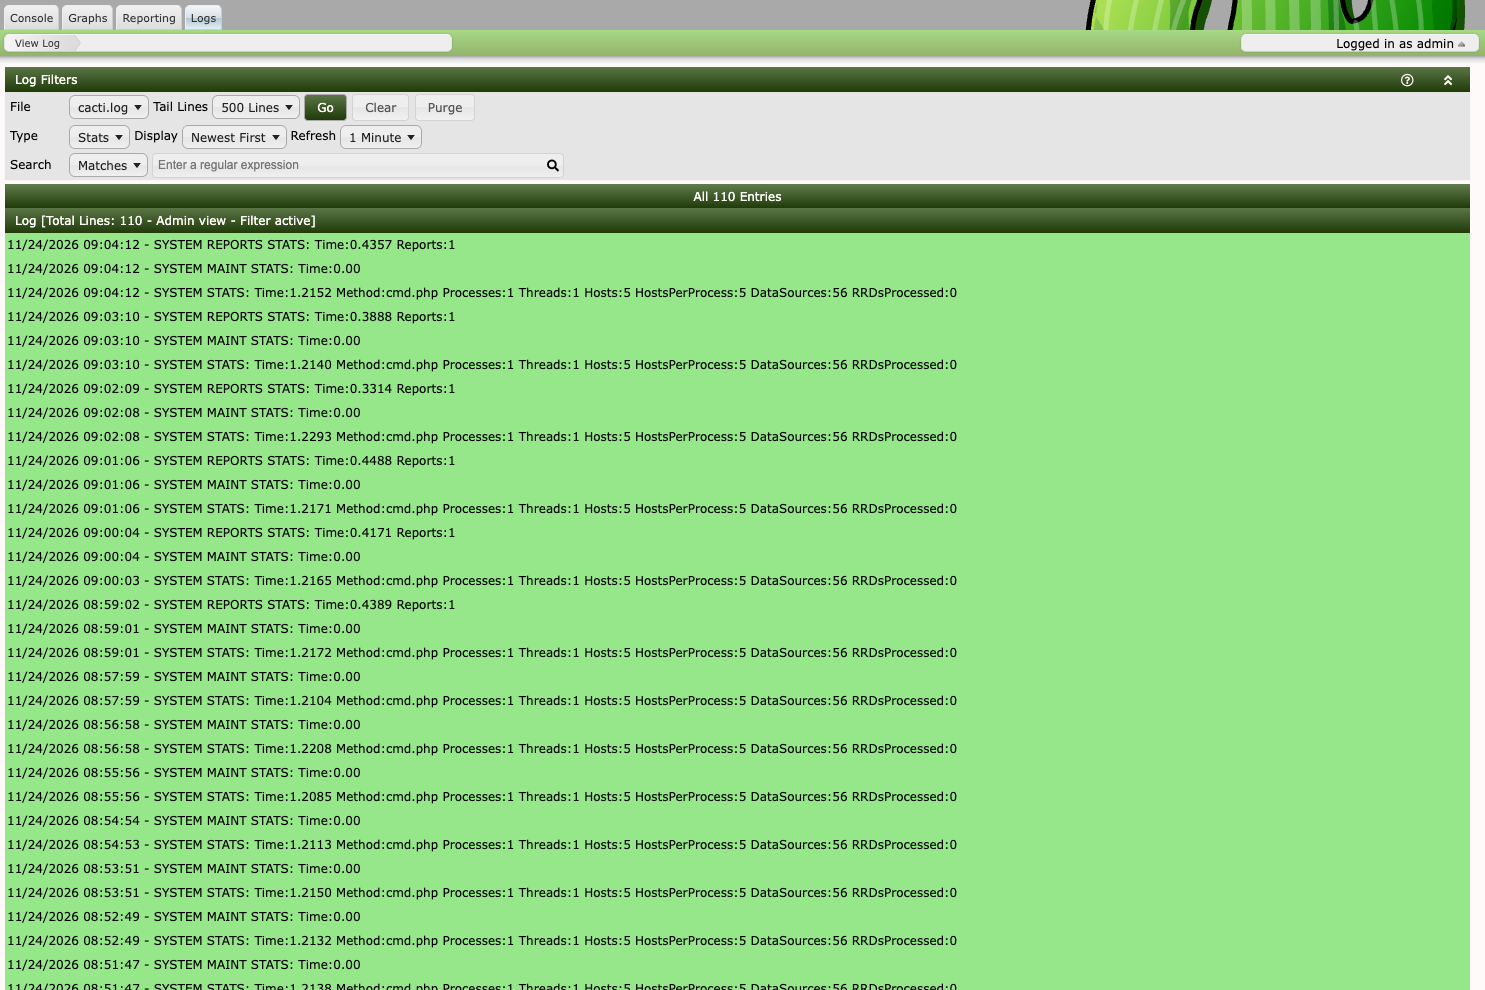 Console Graphs Reporting Logs
View Log
Logged in as admin
Log Filters
File cacti.log Tail Lines 500 Lines Go Clear Purge
Type Stats Display Newest First Refresh 1 Minute
Search Matches Enter a regular expression
All 110 Entries
Log [Total Lines: 110 - Admin view - Filter active]
11/24/2026 09:04:12 - SYSTEM REPORTS STATS: Time:0.4357 Reports:1
11/24/2026 09:04:12 - SYSTEM MAINT STATS: Time:0.00
11/24/2026 09:04:12 - SYSTEM STATS: Time:1.2152 Method:cmd.php Processes:1 Threads:1 Hosts:5 HostsPerProcess:5 DataSources:56 RRDsProcessed:0
11/24/2026 09:03:10 - SYSTEM REPORTS STATS: Time:0.3888 Reports:1
11/24/2026 09:03:10 - SYSTEM MAINT STATS: Time:0.00
11/24/2026 09:03:10 - SYSTEM STATS: Time:1.2140 Method:cmd.php Processes:1 Threads:1 Hosts:5 HostsPerProcess:5 DataSources:56 RRDsProcessed:0
11/24/2026 09:02:09 - SYSTEM REPORTS STATS: Time:0.3314 Reports:1
11/24/2026 09:02:08 - SYSTEM MAINT STATS: Time:0.00
11/24/2026 09:02:08 - SYSTEM STATS: Time:1.2293 Method:cmd.php Processes:1 Threads:1 Hosts:5 HostsPerProcess:5 DataSources:56 RRDsProcessed:0
11/24/2026 09:01:06 - SYSTEM REPORTS STATS: Time:0.4488 Reports:1
11/24/2026 09:01:06 - SYSTEM MAINT STATS: Time:0.00
11/24/2026 09:01:06 - SYSTEM STATS: Time:1.2171 Method:cmd.php Processes:1 Threads:1 Hosts:5 HostsPerProcess:5 DataSources:56 RRDsProcessed:0
11/24/2026 09:00:04 - SYSTEM REPORTS STATS: Time:0.4171 Reports:1
11/24/2026 09:00:04 - SYSTEM MAINT STATS: Time:0.00
11/24/2026 09:00:03 - SYSTEM STATS: Time:1.2165 Method:cmd.php Processes:1 Threads:1 Hosts:5 HostsPerProcess:5 DataSources:56 RRDsProcessed:0
11/24/2026 08:59:02 - SYSTEM REPORTS STATS: Time:0.4389 Reports:1
11/24/2026 08:59:01 - SYSTEM MAINT STATS: Time:0.00
11/24/2026 08:59:01 - SYSTEM STATS: Time:1.2172 Method:cmd.php Processes:1 Threads:1 Hosts:5 HostsPerProcess:5 DataSources:56 RRDsProcessed:0
11/24/2026 08:57:59 - SYSTEM MAINT STATS: Time:0.00
11/24/2026 08:57:59 - SYSTEM STATS: Time:1.2104 Method:cmd.php Processes:1 Threads:1 Hosts:5 HostsPerProcess:5 DataSources:56 RRDsProcessed:0
11/24/2026 08:56:58 - SYSTEM MAINT STATS: Time:0.00
11/24/2026 08:56:58 - SYSTEM STATS: Time:1.2208 Method:cmd.php Processes:1 Threads:1 Hosts:5 HostsPerProcess:5 DataSources:56 RRDsProcessed:0
11/24/2026 08:55:56 - SYSTEM MAINT STATS: Time:0.00
11/24/2026 08:55:56 - SYSTEM STATS: Time:1.2085 Method:cmd.php Processes:1 Threads:1 Hosts:5 HostsPerProcess:5 DataSources:56 RRDsProcessed:0
11/24/2026 08:54:54 - SYSTEM MAINT STATS: Time:0.00
11/24/2026 08:54:53 - SYSTEM STATS: Time:1.2113 Method:cmd.php Processes:1 Threads:1 Hosts:5 HostsPerProcess:5 DataSources:56 RRDsProcessed:0
11/24/2026 08:53:51 - SYSTEM MAINT STATS: Time:0.00
11/24/2026 08:53:51 - SYSTEM STATS: Time:1.2150 Method:cmd.php Processes:1 Threads:1 Hosts:5 HostsPerProcess:5 DataSources:56 RRDsProcessed:0
11/24/2026 08:52:49 - SYSTEM MAINT STATS: Time:0.00
11/24/2026 08:52:49 - SYSTEM STATS: Time:1.2132 Method:cmd.php Processes:1 Threads:1 Hosts:5 HostsPerProcess:5 DataSources:56 RRDsProcessed:0
11/24/2026 08:51:47 - SYSTEM MAINT STATS: Time:0.00
11/24/2026 08:51:47 - SYSTEM STATS: Time:1.2138 Method:cmd.php Processes:1 Threads:1 Hosts:5 HostsPerProcess:5 DataSources:56 RRDsProcessed:0